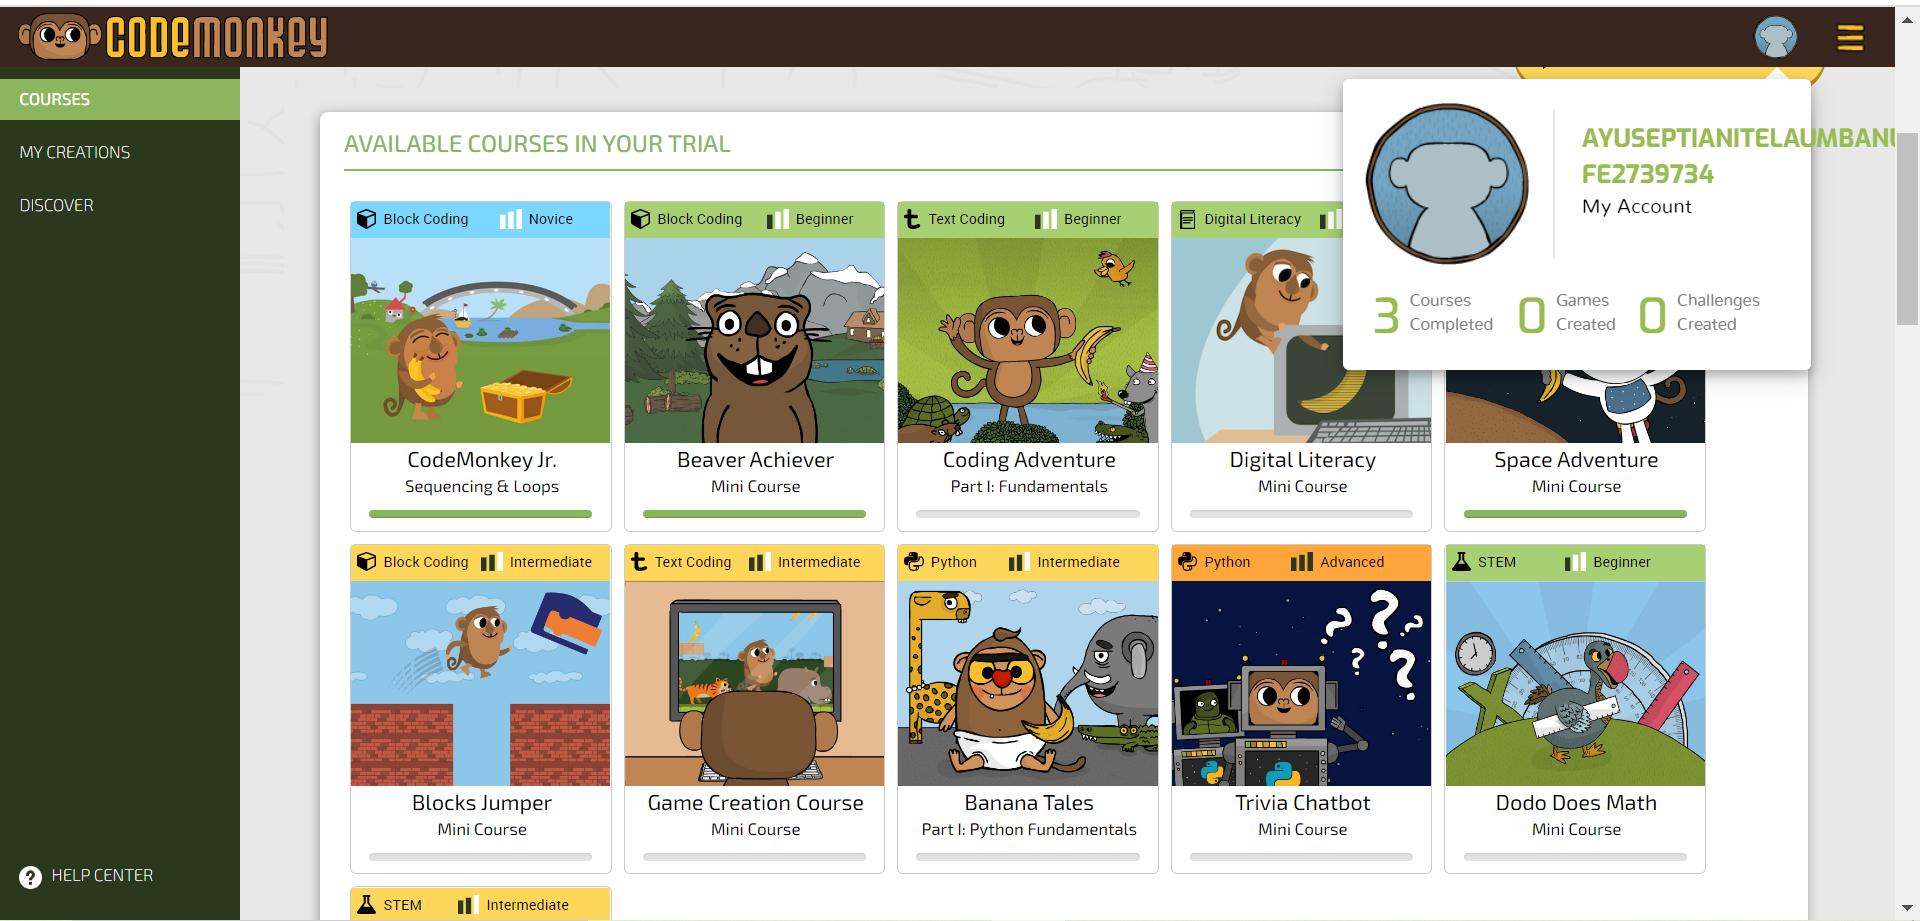 CODEMONKEY
COURSES
MY CREATIONS
DISCOVER
HELP CENTER
AVAILABLE COURSES IN YOUR TRIAL
AYUSEPTIANITELAUMBANU
FE2739734
My Account
3 Courses Completed
0 Games Created
0 Challenges Created
Block Coding Novice
CodeMonkey Jr.
Sequencing & Loops
Block Coding Beginner
Beaver Achiever
Mini Course
Text Coding Beginner
Coding Adventure
Part I: Fundamentals
Digital Literacy
Digital Literacy
Mini Course
Space Adventure
Mini Course
Block Coding Intermediate
Blocks Jumper
Mini Course
Text Coding Intermediate
Game Creation Course
Mini Course
Python Intermediate
Banana Tales
Part I: Python Fundamentals
Python Advanced
? ? ? ? ?
Trivia Chatbot
Mini Course
STEM Beginner
Dodo Does Math
Mini Course
STEM Intermediate